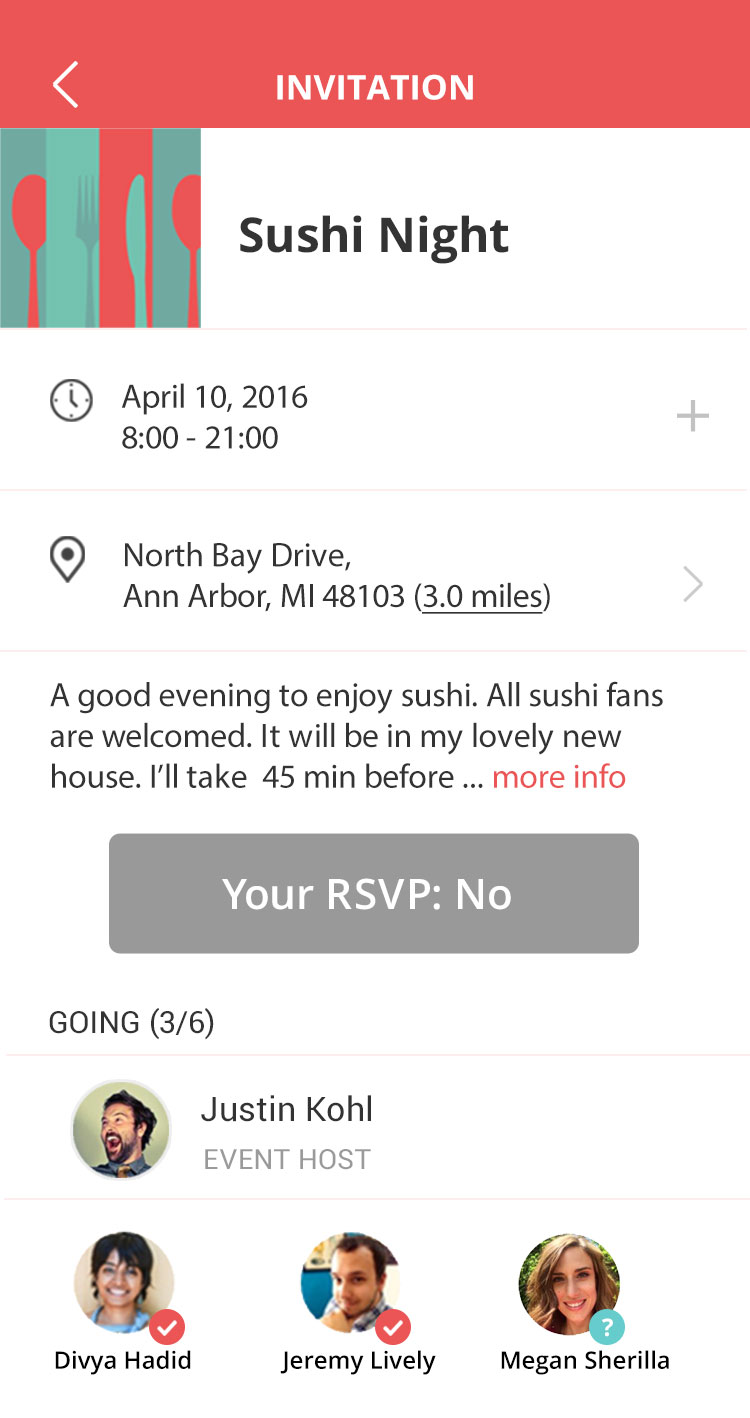 INVITATION
Sushi Night
April 10, 2016
8:00 - 21:00
North Bay Drive,
Ann Arbor, MI 48103 (3.0 miles)
A good evening to enjoy sushi. All sushi fans
are welcomed. It will be in my lovely new
house. I’ll take  45 min before ... more info
Your RSVP: No
GOING (3/6)
Justin Kohl
EVENT HOST
?
Divya Hadid Jeremy Lively Megan Sherilla